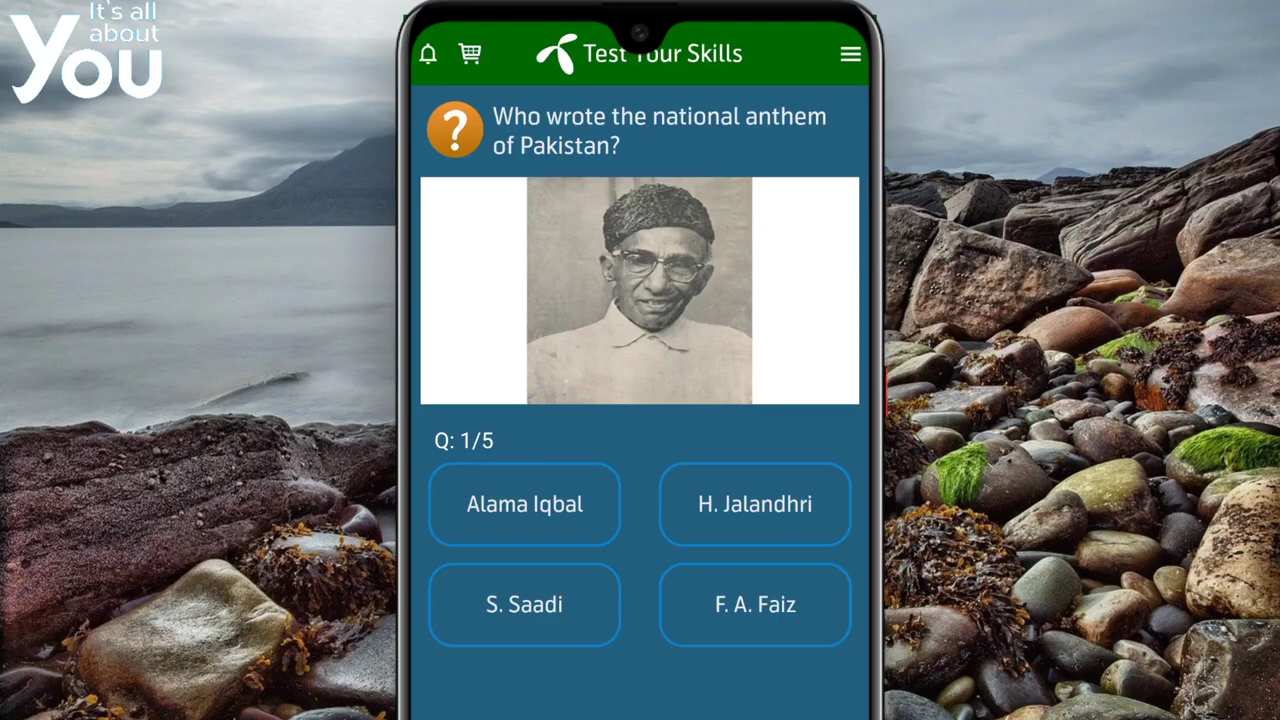 It's all
about
You
Test Your Skills
?
Who wrote the national anthem
of Pakistan?
Q: 1/5
Alama Iqbal
H. Jalandhri
S. Saadi
F. A. Faiz